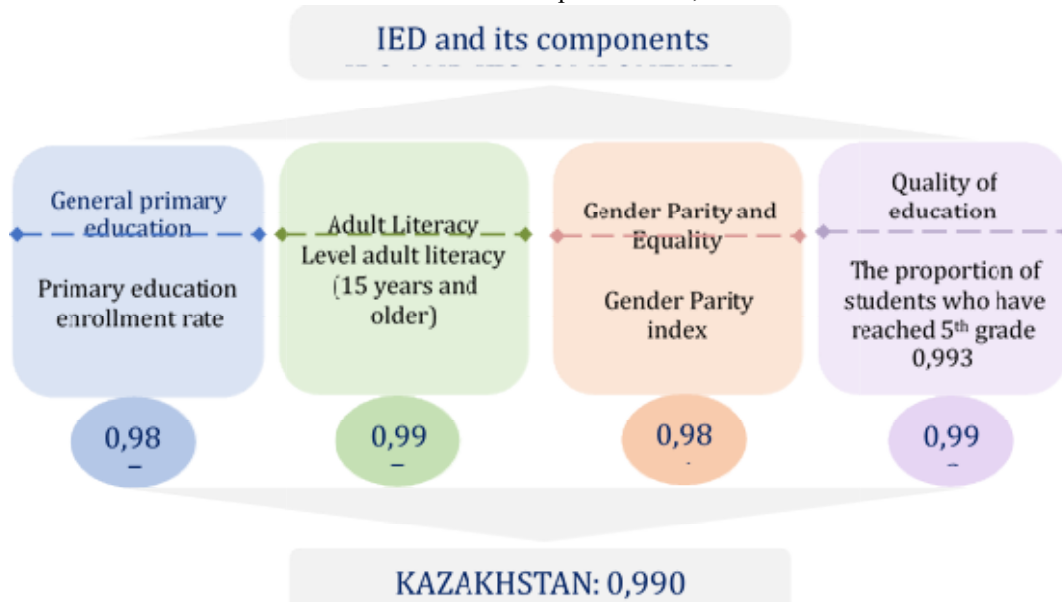 IED and its components
General primary
education
Primary education
enrollment rate
Adult Literacy
Level adult literacy
(15 years and
older)
Gender Parity and
Equality
Gender Parity
index
Quality of
education
The proportion of
students who have
reached 5th grade
0,993
0,98
0,99
0,98
0,99
KAZAKHSTAN: 0,990